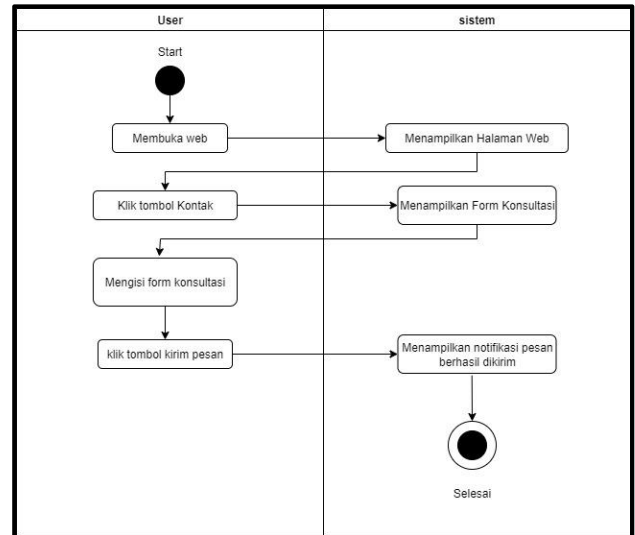 User
sistem
Start
Membuka web
Menampilkan Halaman Web
Klik tombol Kontak
Menampilkan Form Konsultasi
Mengisi form konsultasi
klik tombol kirim pesan
Menampilkan notifikasi pesan
berhasil dikirim
Selesai